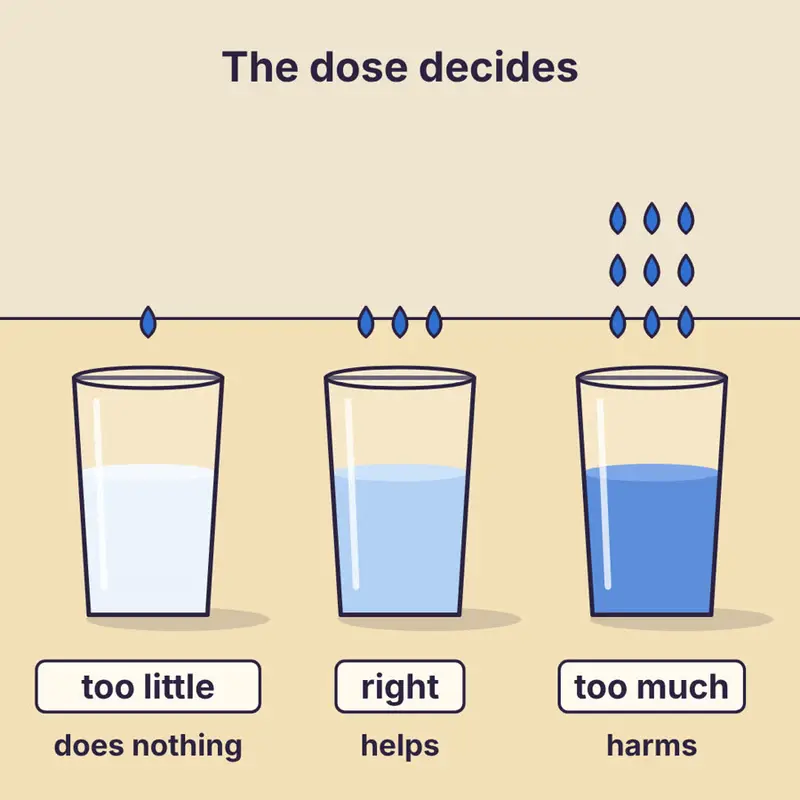 The dose decides
too little
right
too much
does nothing
helps
harms